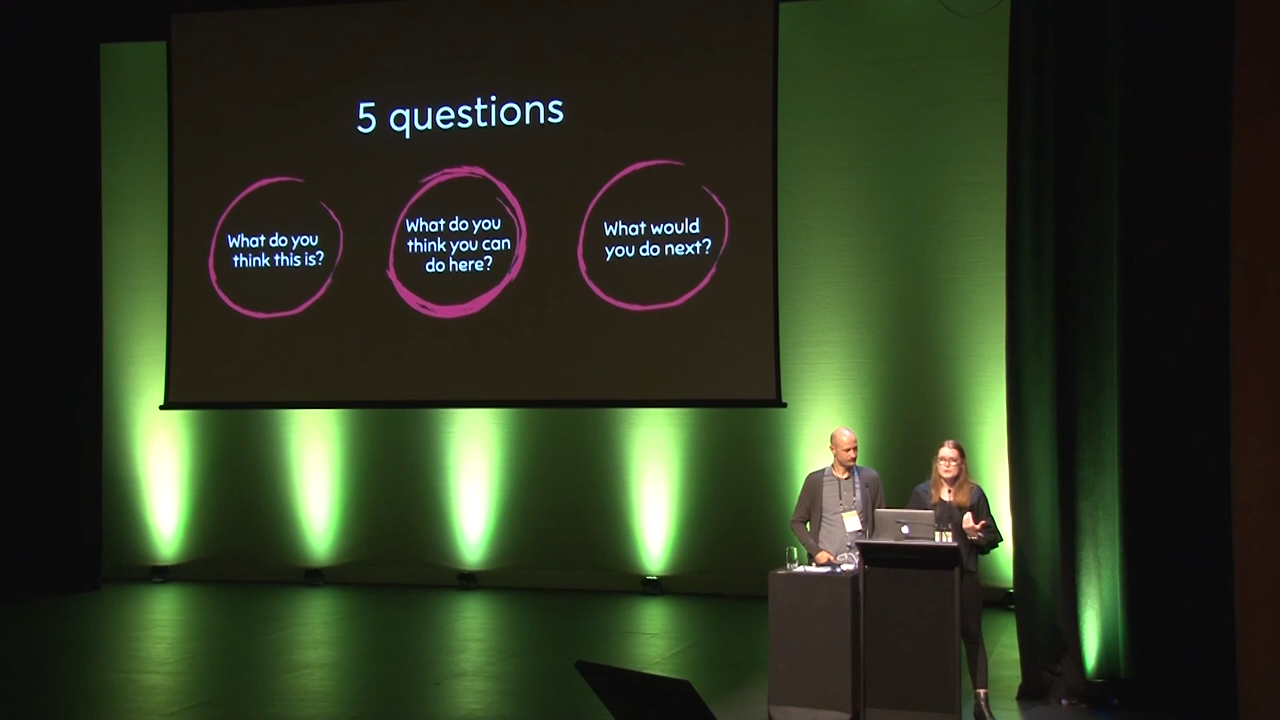 5 questions
What do you
think this is?
What do you
think you can
do here?
What would
you do next?